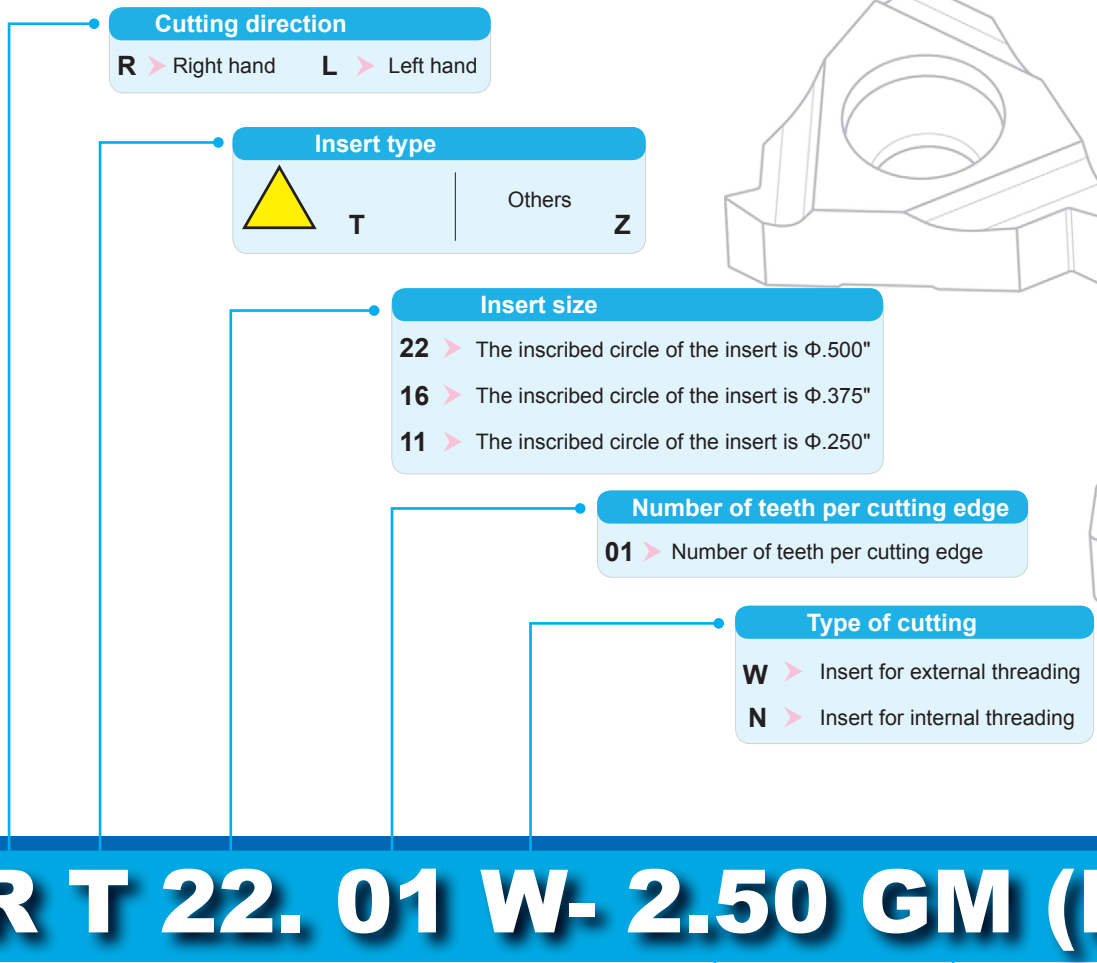 Cutting direction
R Right hand L Left hand
Insert type
T Others Z
Insert size
22 The inscribed circle of the insert is Φ.500"
16 The inscribed circle of the insert is Φ.375"
11 The inscribed circle of the insert is Φ.250"
Number of teeth per cutting edge
01 Number of teeth per cutting edge
Type of cutting
W Insert for external threading
N Insert for internal threading
R T 22. 01 W- 2.50 GM (